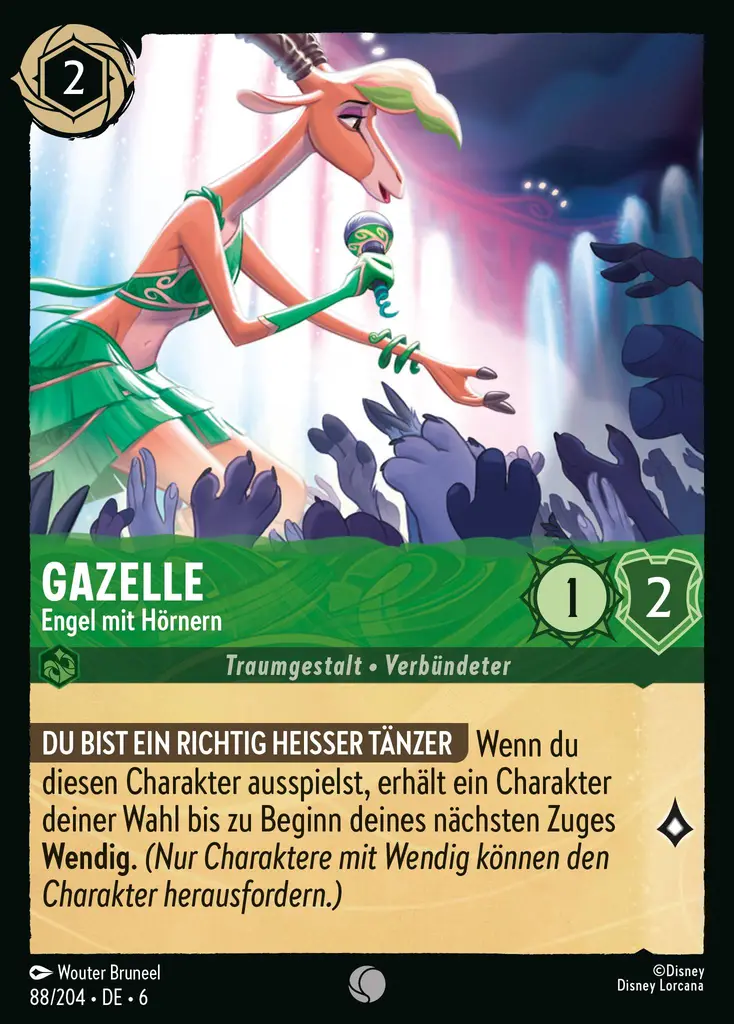 2
GAZELLE
Engel mit Hörnern
1
2
Traumgestalt • Verbündeter
DU BIST EIN RICHTIG HEISSER TÄNZER Wenn du
diesen Charakter ausspielst, erhält ein Charakter
deiner Wahl bis zu Beginn deines nächsten Zuges
Wendig. (Nur Charaktere mit Wendig können den
Charakter herausfordern.)
Wouter Bruneel
©Disney
88/204 • DE • 6
Disney Lorcana